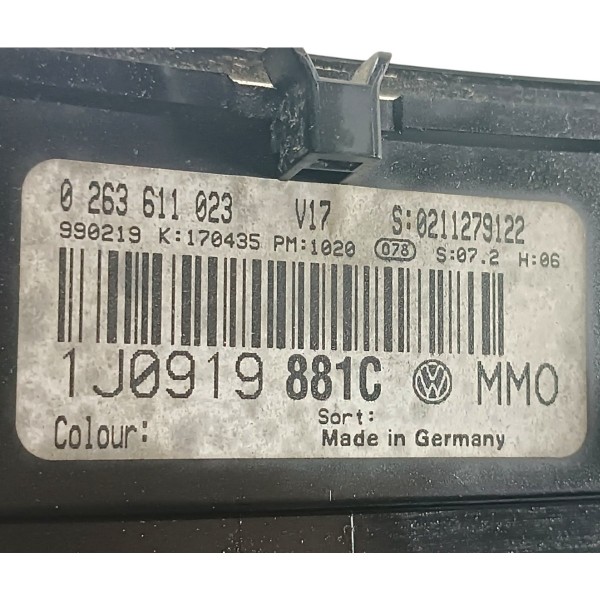 0 263 611 023 V17 S:0211279122
990219 K:170435 PM:1020 078 S:07.2 H:06
1J0919 881C VW MMO
Sort:
Colour: Made in Germany